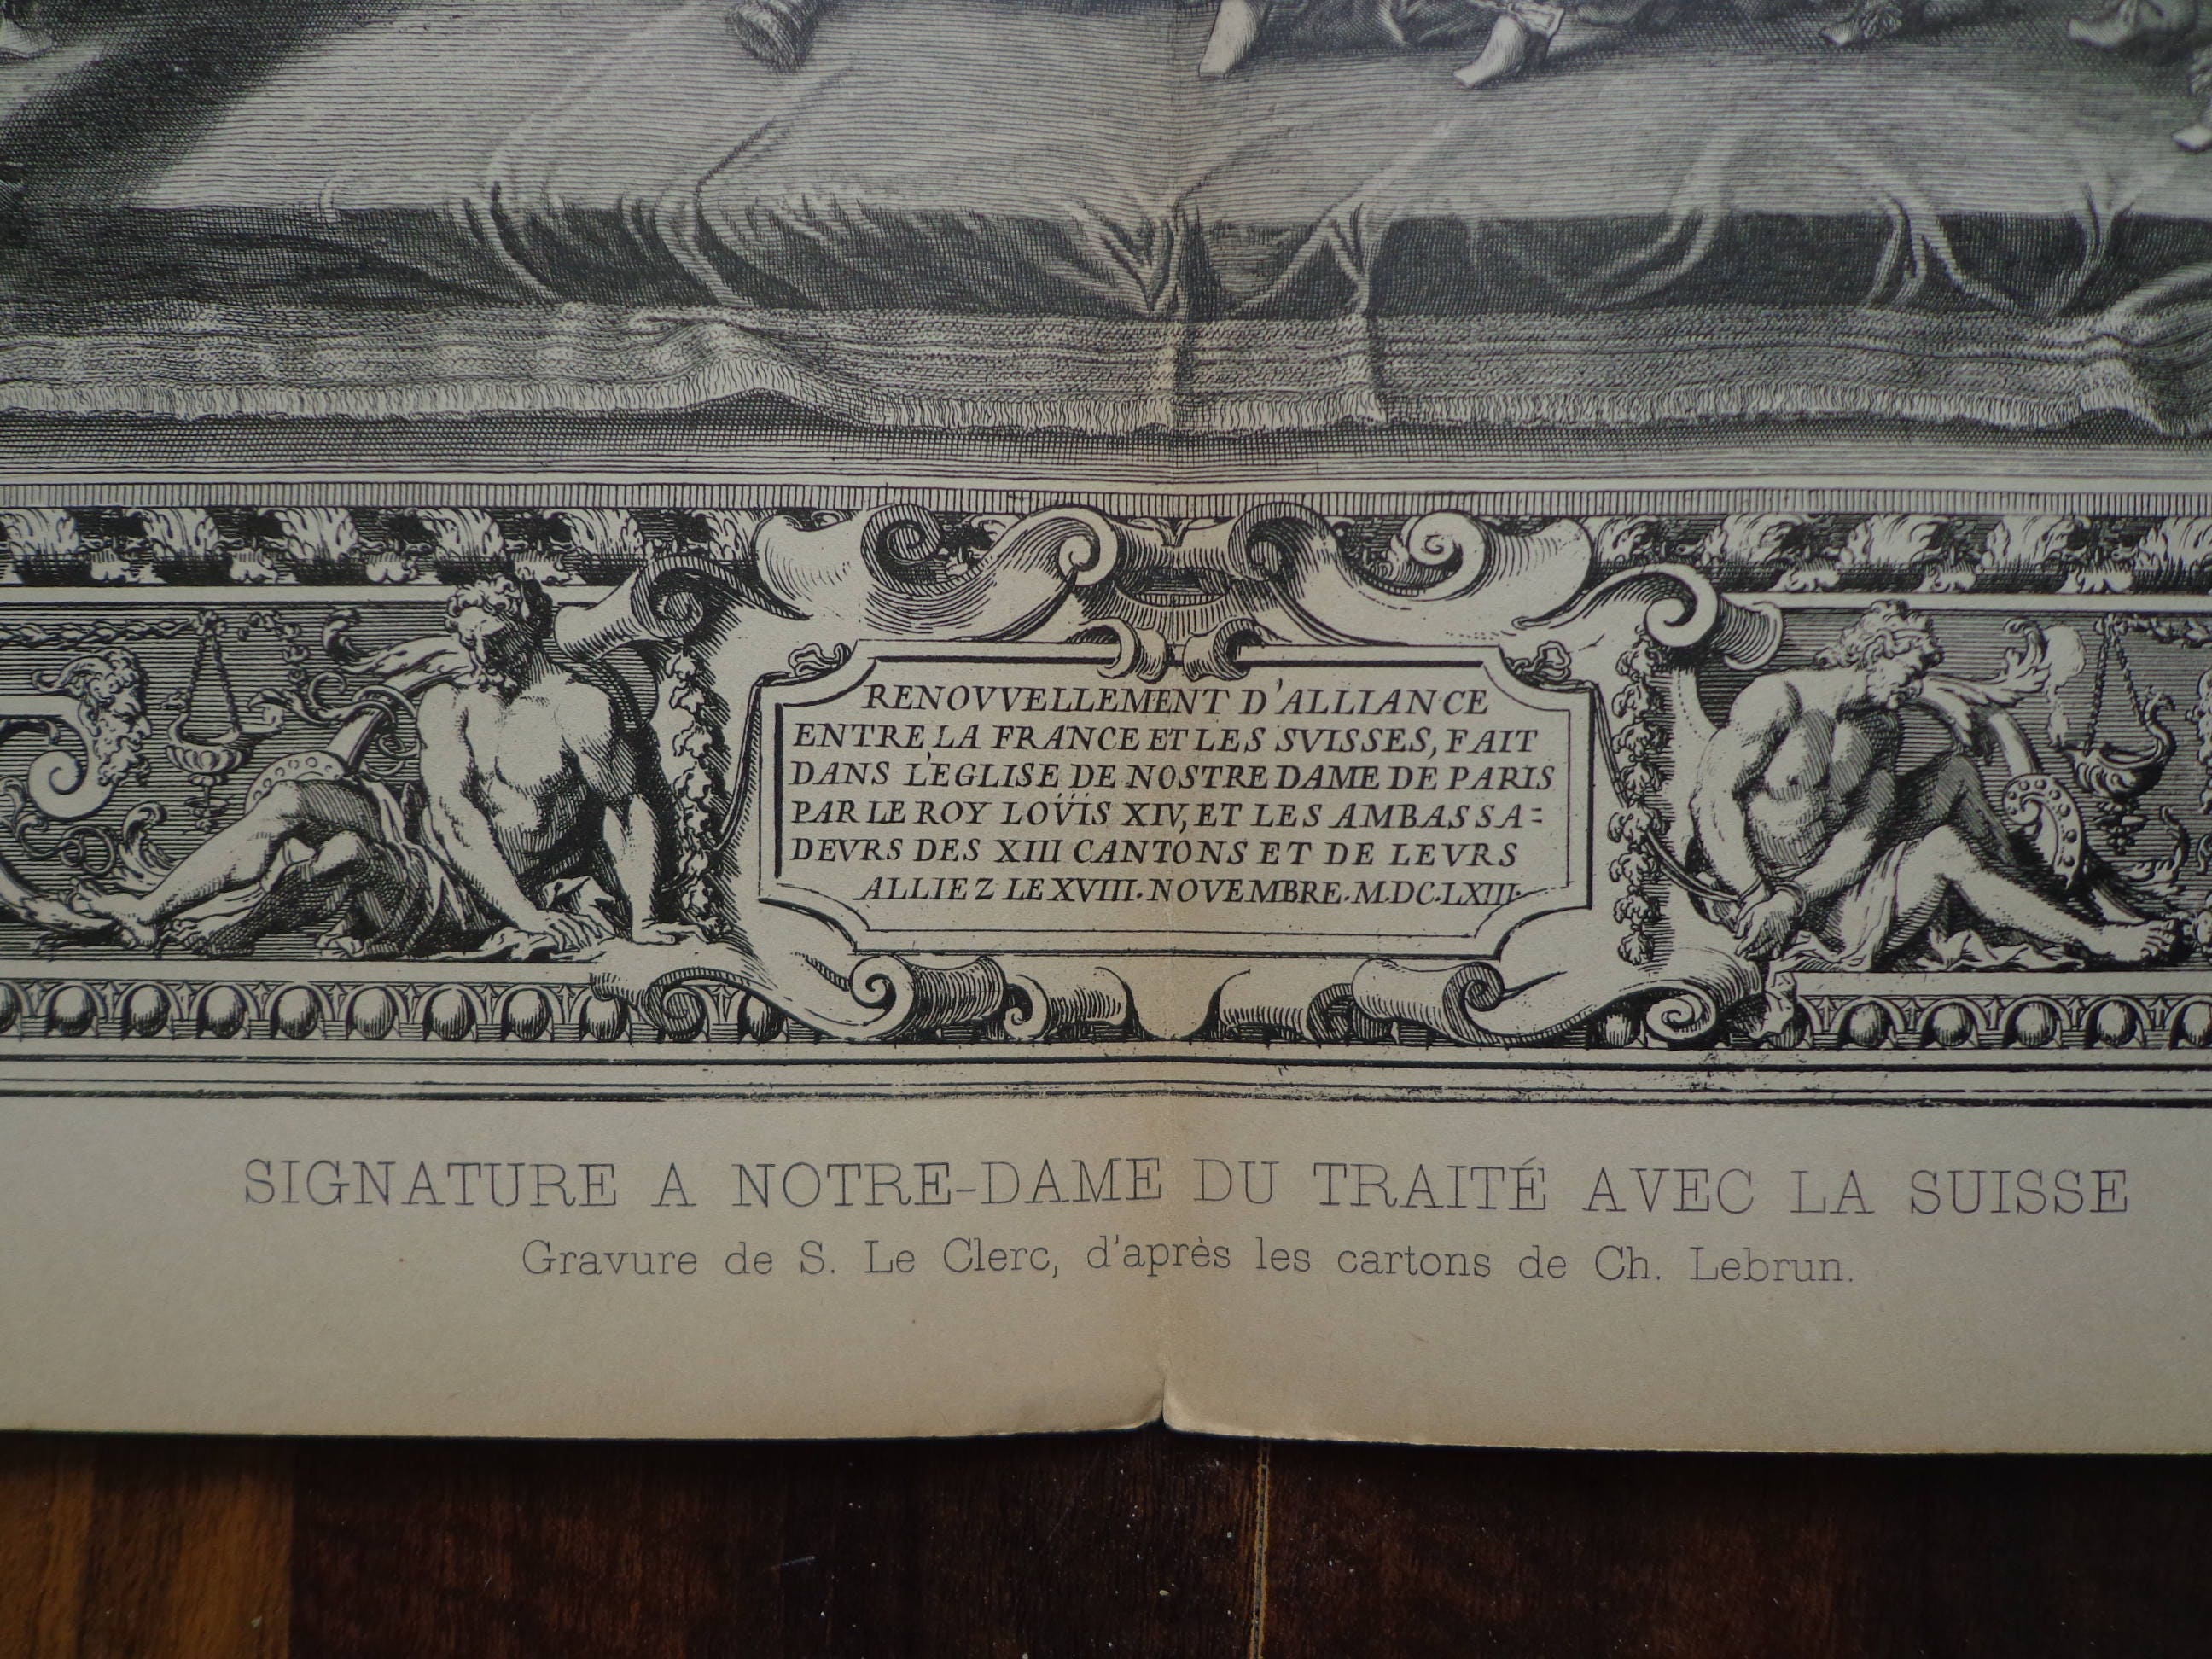 RENOVVELLEMENT D'ALLIANCE
ENTRE LA FRANCE ET LES SVISSES, FAIT
DANS L'EGLISE DE NOSTRE DAME DE PARIS
PAR LE ROY LOV̈ÏS XIV, ET LES AMBASSA=
DEVRS DES XIII CANTONS ET DE LEVRS
ALLIEZ LE XVIII. NOVEMBRE. M.DC.LXIII.
SIGNATURE A NOTRE-DAME DU TRAITÉ AVEC LA SUISSE
Gravure de S. Le Clerc, d'après les cartons de Ch. Lebrun.